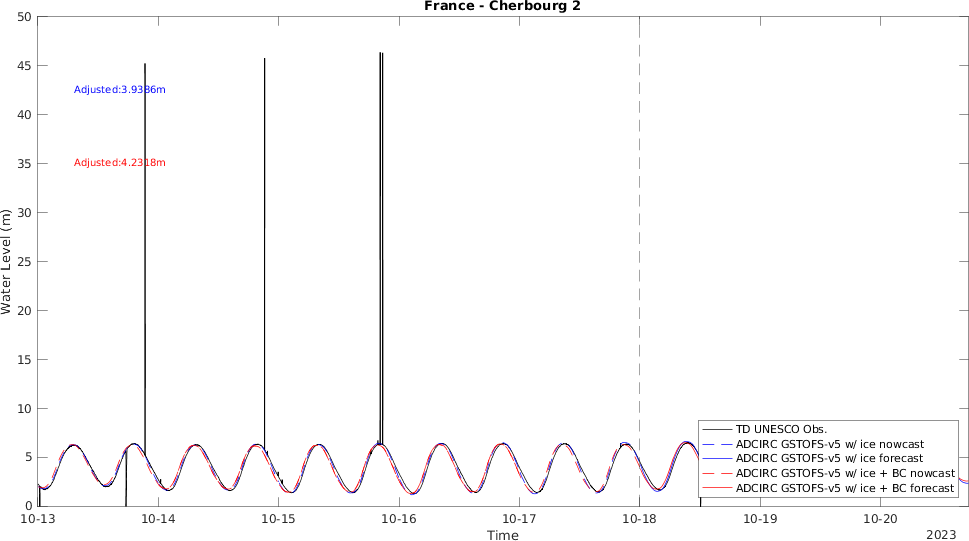 France - Cherbourg 2
50
45
40
35
30
25
20
15
10
5
0
Water Level (m)
Adjusted:3.9386m
Adjusted:4.2318m
TD UNESCO Obs.
ADCIRC GSTOFS-v5 w/ ice nowcast
ADCIRC GSTOFS-v5 w/ ice forecast
ADCIRC GSTOFS-v5 w/ ice + BC nowcast
ADCIRC GSTOFS-v5 w/ ice + BC forecast
10-13 10-14 10-15 10-16 10-17 10-18 10-19 10-20
Time
2023